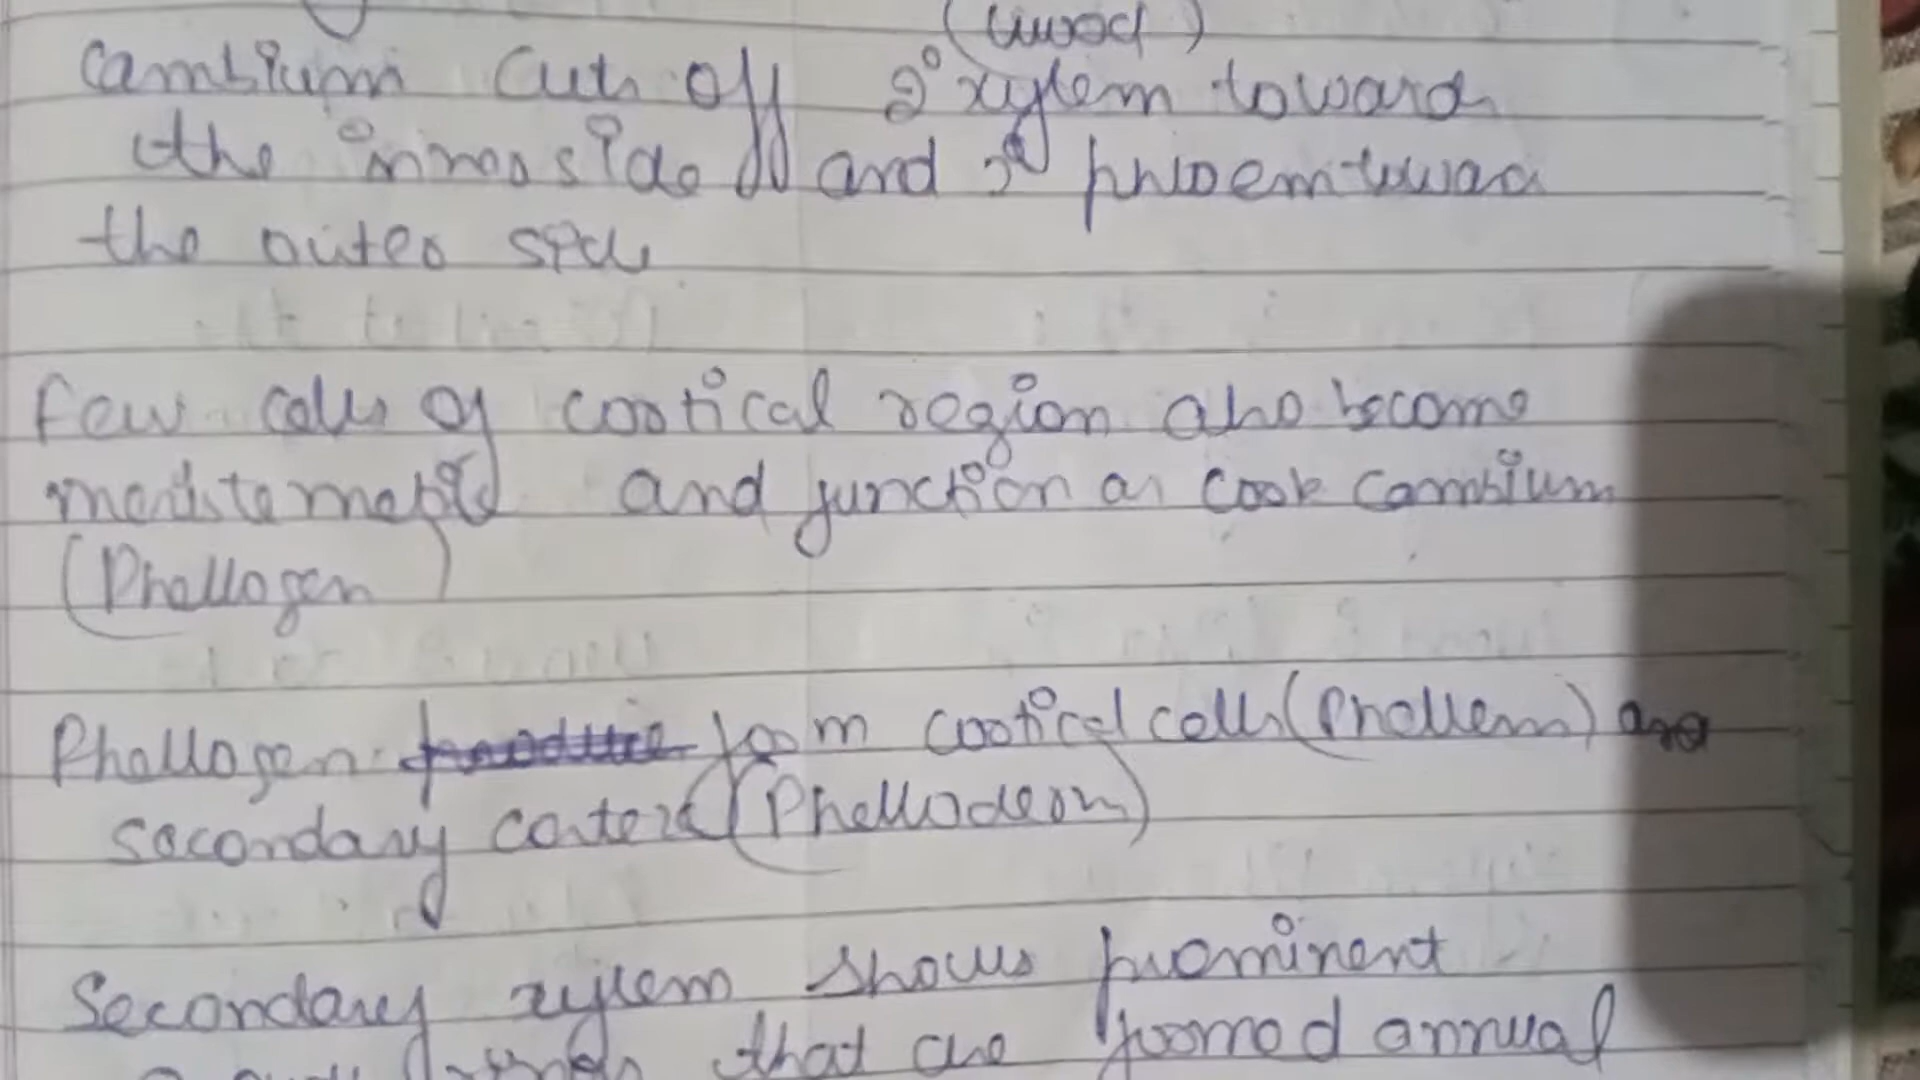 (wood)
cambium cuts off 2° xylem toward
the inner side and 2° phloem toward
the outer side
Few cells of cortical region also become
meristematic and function as cork cambium
(Phellogen)
Phellogen form cortical cells (Phellem) are
secondary cortex (Phelloderm)
Secondary xylem shows prominent
that are formed annual